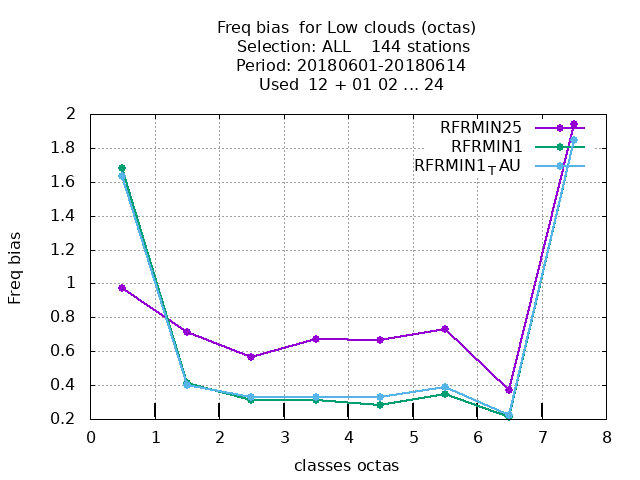 Freq bias  for Low clouds (octas)
Selection: ALL    144 stations
Period: 20180601-20180614
Used  12 + 01 02 ... 24
RFRMIN25
RFRMIN1
RFRMIN1TAU
Freq bias
2
1.8
1.6
1.4
1.2
1
0.8
0.6
0.4
0.2
0 1 2 3 4 5 6 7 8
classes octas